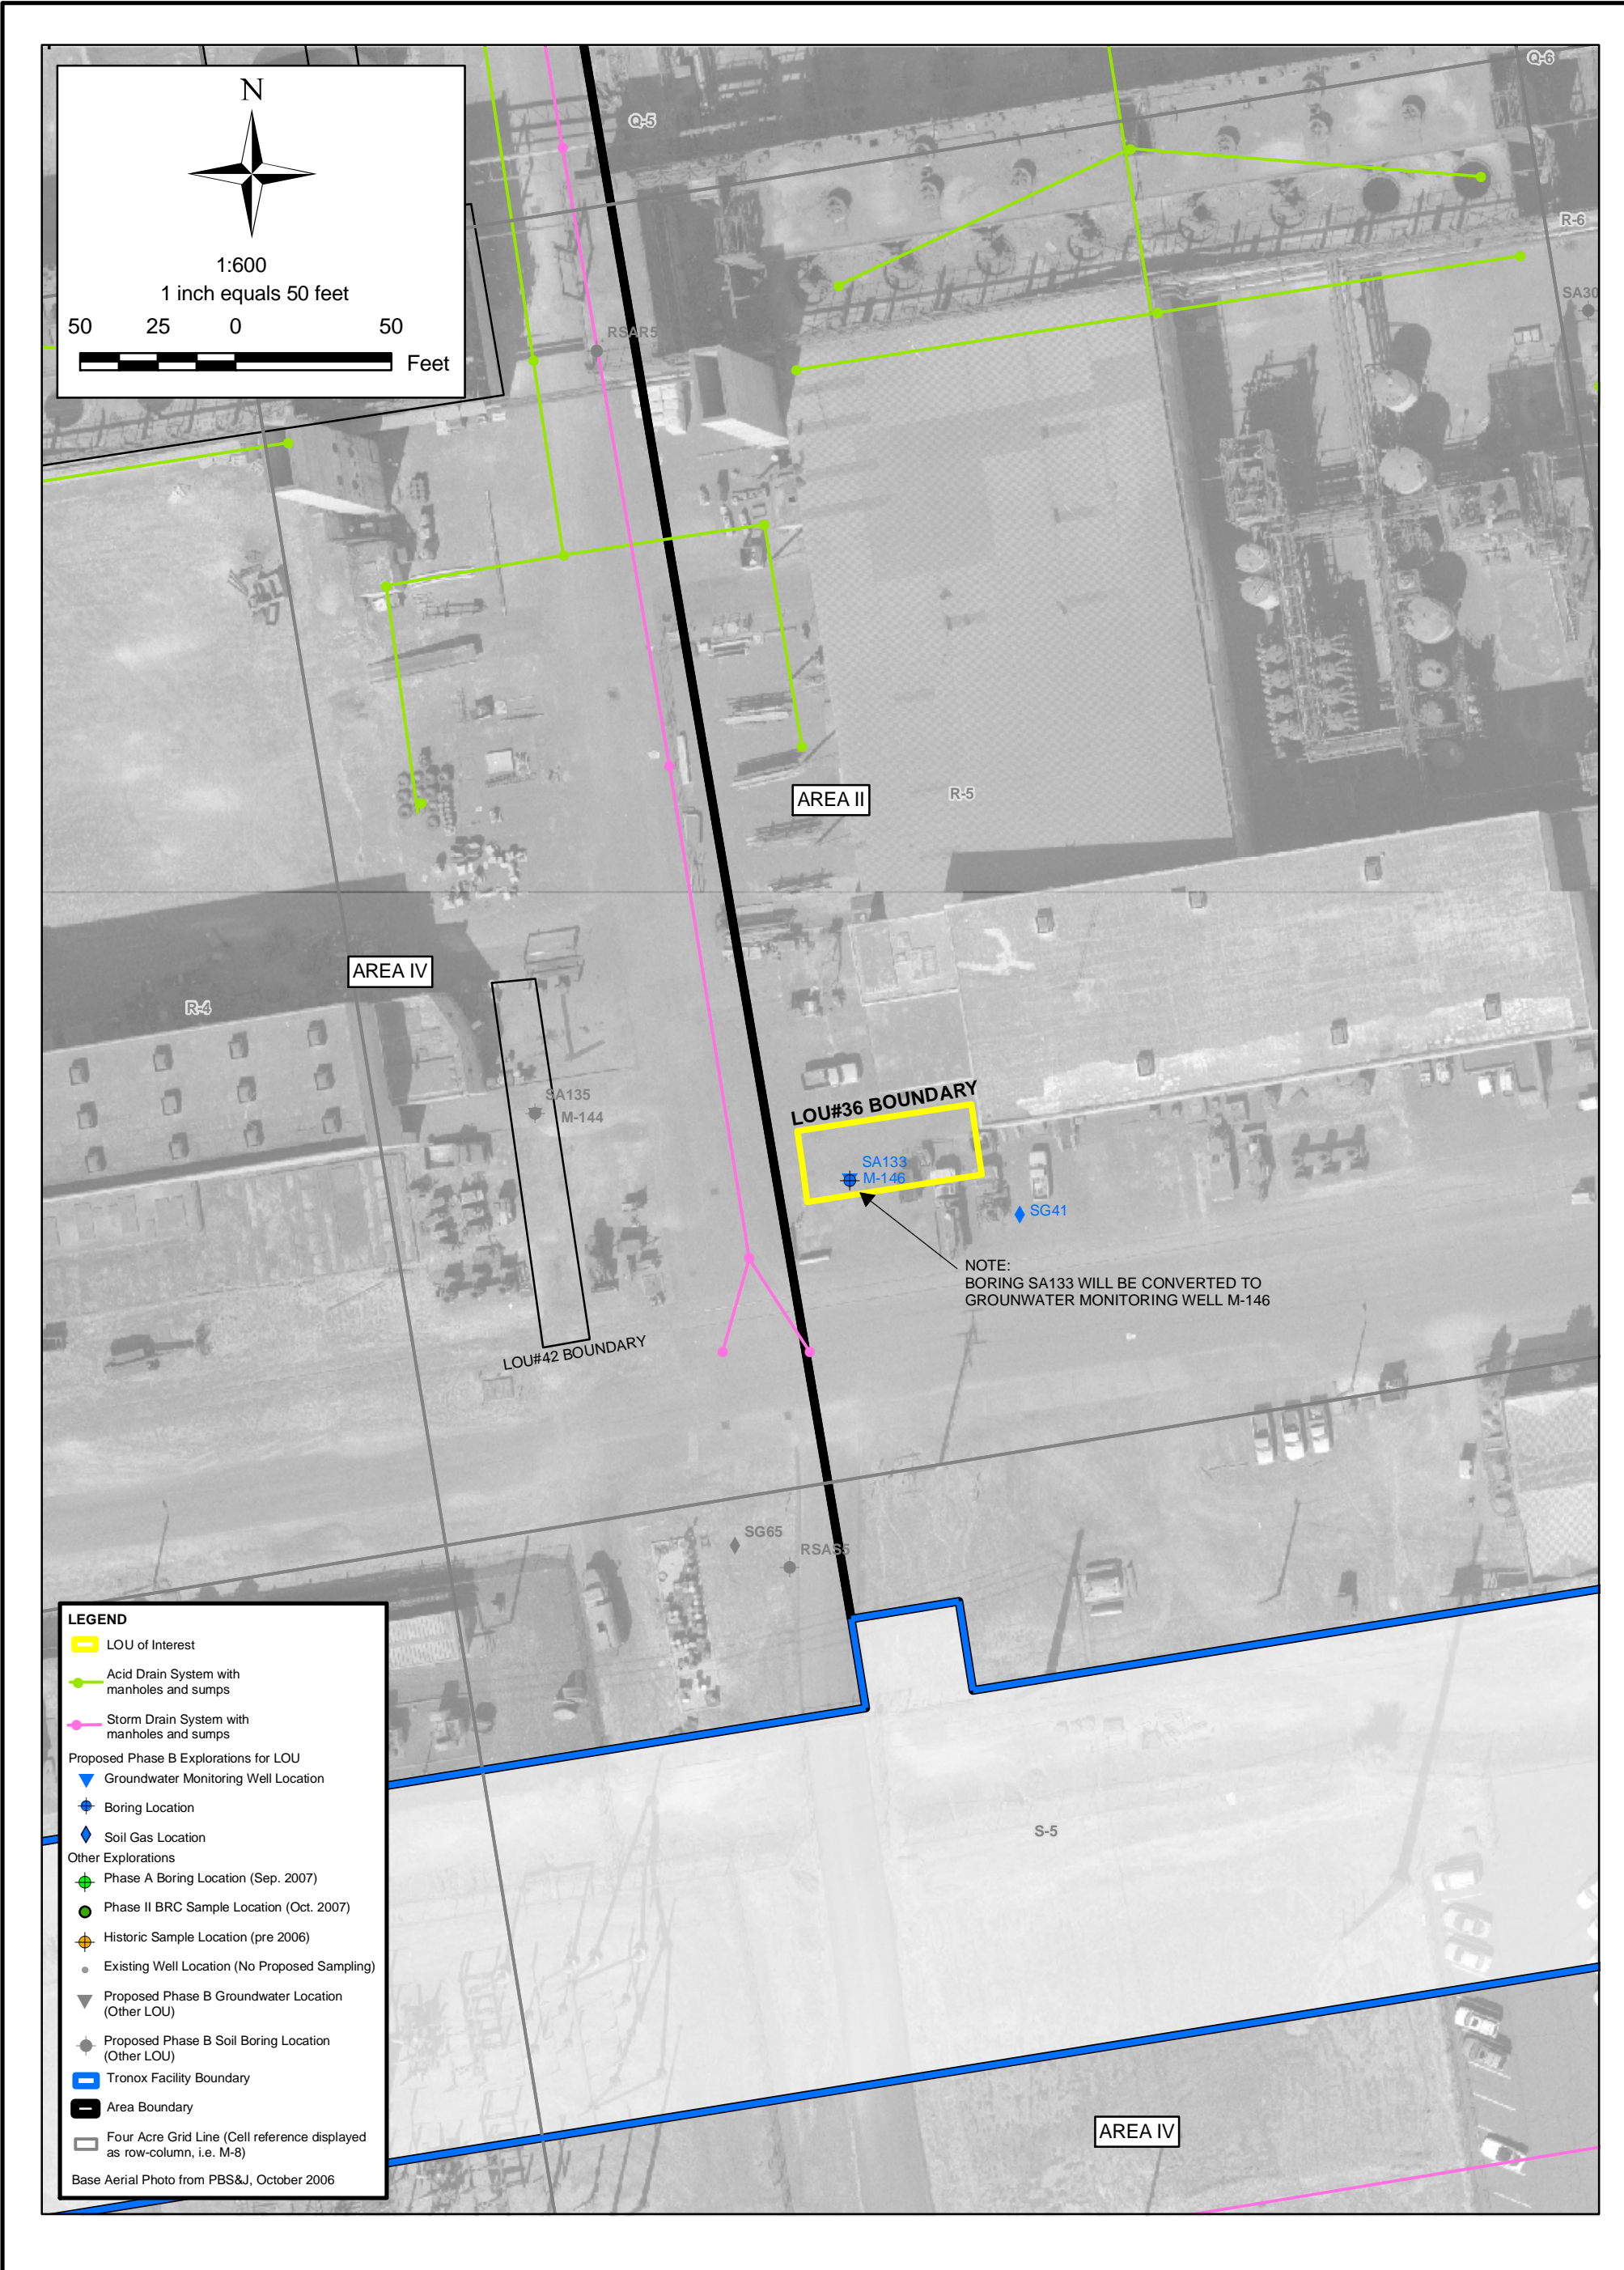 N
1:600
1 inch equals 50 feet
50 25 0 50
Feet
Q-5
Q-6
R-6
SA30
RSAR5
AREA II
R-5
AREA IV
R-4
SA135
M-144
LOU#36 BOUNDARY
SA133
M-146
SG41
NOTE:
BORING SA133 WILL BE CONVERTED TO
GROUNWATER MONITORING WELL M-146
LOU#42 BOUNDARY
SG65
RSAS5
S-5
AREA IV
LEGEND
LOU of Interest
Acid Drain System with
manholes and sumps
Storm Drain System with
manholes and sumps
Proposed Phase B Explorations for LOU
Groundwater Monitoring Well Location
Boring Location
Soil Gas Location
Other Explorations
Phase A Boring Location (Sep. 2007)
Phase II BRC Sample Location (Oct. 2007)
Historic Sample Location (pre 2006)
Existing Well Location (No Proposed Sampling)
Proposed Phase B Groundwater Location
(Other LOU)
Proposed Phase B Soil Boring Location
(Other LOU)
Tronox Facility Boundary
Area Boundary
Four Acre Grid Line (Cell reference displayed
as row-column, i.e. M-8)
Base Aerial Photo from PBS&J, October 2006